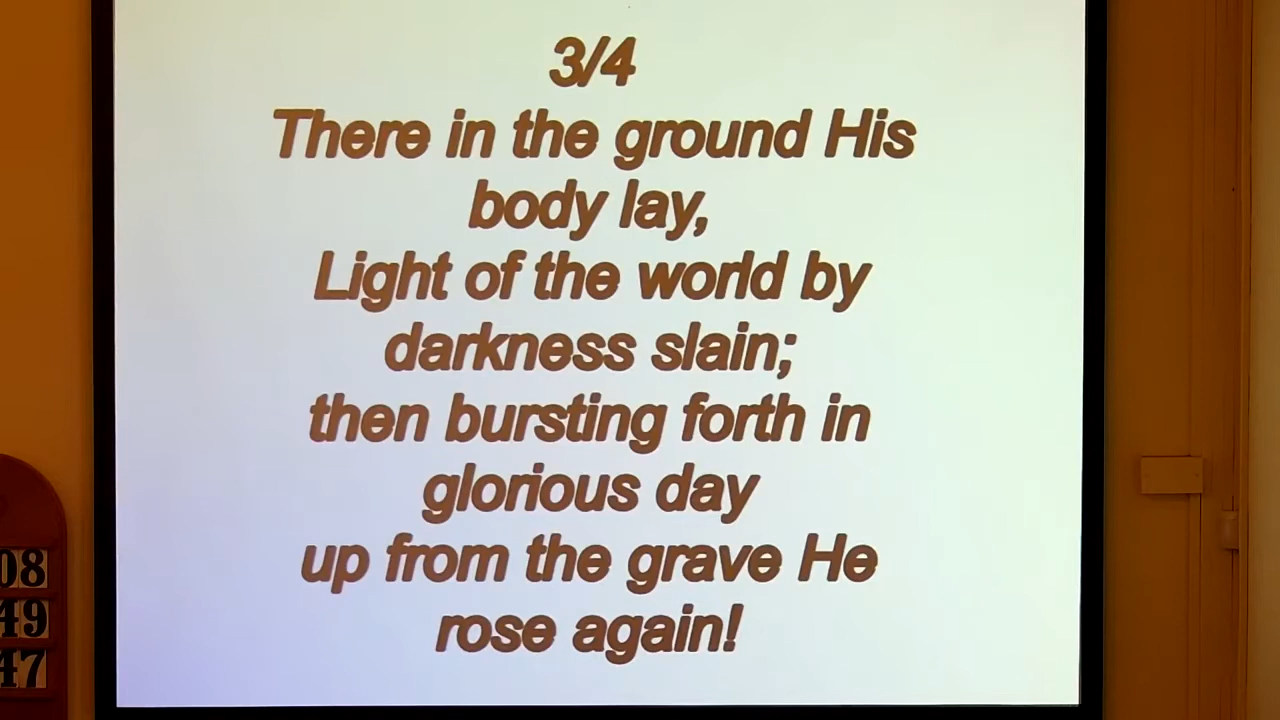 3/4
There in the ground His
body lay,
Light of the world by
darkness slain;
then bursting forth in
glorious day
up from the grave He
rose again!
08
49
47